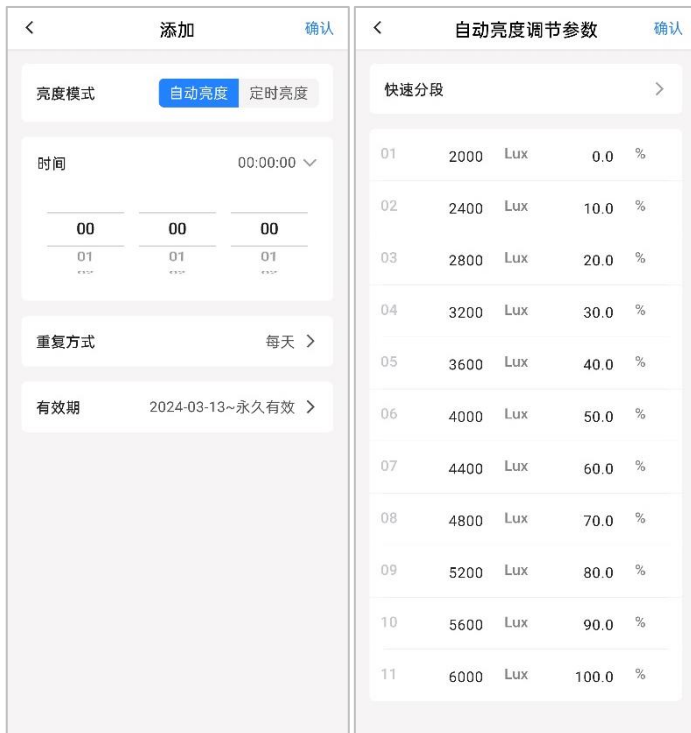 添加
确认
亮度模式
自动亮度
定时亮度
时间
00:00:00
00 00 00
01 01 01
重复方式
每天
有效期
2024-03-13~永久有效
自动亮度调节参数
确认
快速分段
01 2000 Lux 0.0 %
02 2400 Lux 10.0 %
03 2800 Lux 20.0 %
04 3200 Lux 30.0 %
05 3600 Lux 40.0 %
06 4000 Lux 50.0 %
07 4400 Lux 60.0 %
08 4800 Lux 70.0 %
09 5200 Lux 80.0 %
10 5600 Lux 90.0 %
11 6000 Lux 100.0 %